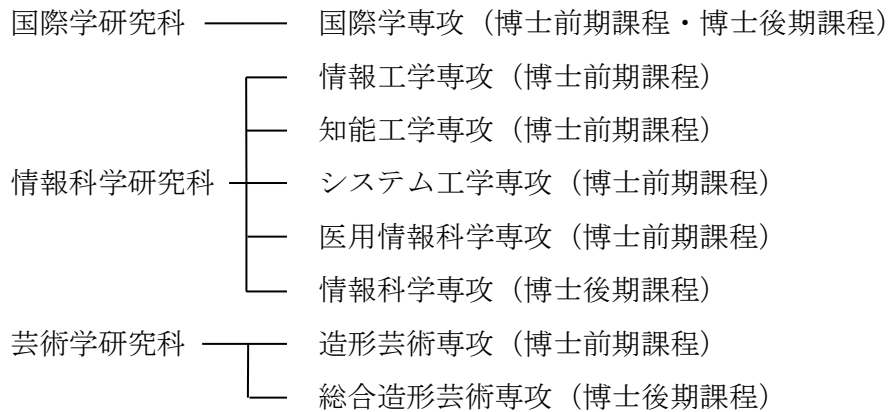 国際学研究科 国際学専攻（博士前期課程・博士後期課程）
情報工学専攻（博士前期課程）
知能工学専攻（博士前期課程）
情報科学研究科 システム工学専攻（博士前期課程）
医用情報科学専攻（博士前期課程）
情報科学専攻（博士後期課程）
芸術学研究科 造形芸術専攻（博士前期課程）
総合造形芸術専攻（博士後期課程）